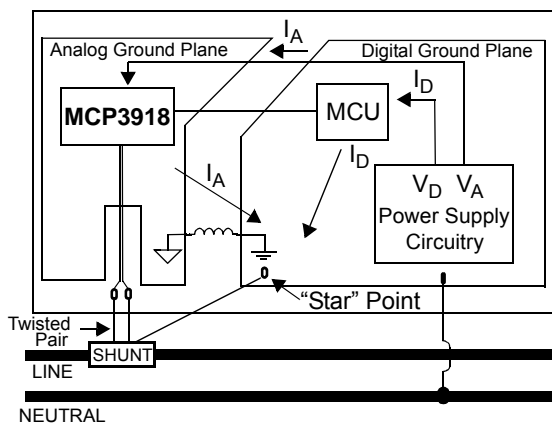 I_A
Analog Ground Plane
Digital Ground Plane
I_D
MCP3918
MCU
I_D
I_A
V_D V_A
Power Supply
Circuitry
“Star” Point
Twisted
Pair
SHUNT
LINE
NEUTRAL